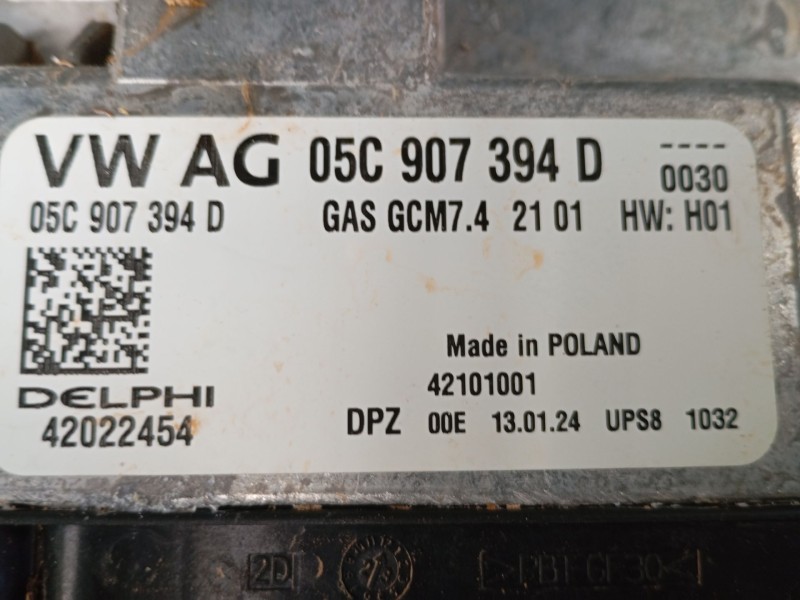 VW AG 05C 907 394 D ----
0030
05C 907 394 D GAS GCM7.4 21 01 HW: H01
Made in POLAND
DELPHI 42101001
42022454 DPZ 00E 13.01.24 UPS8 1032
2D